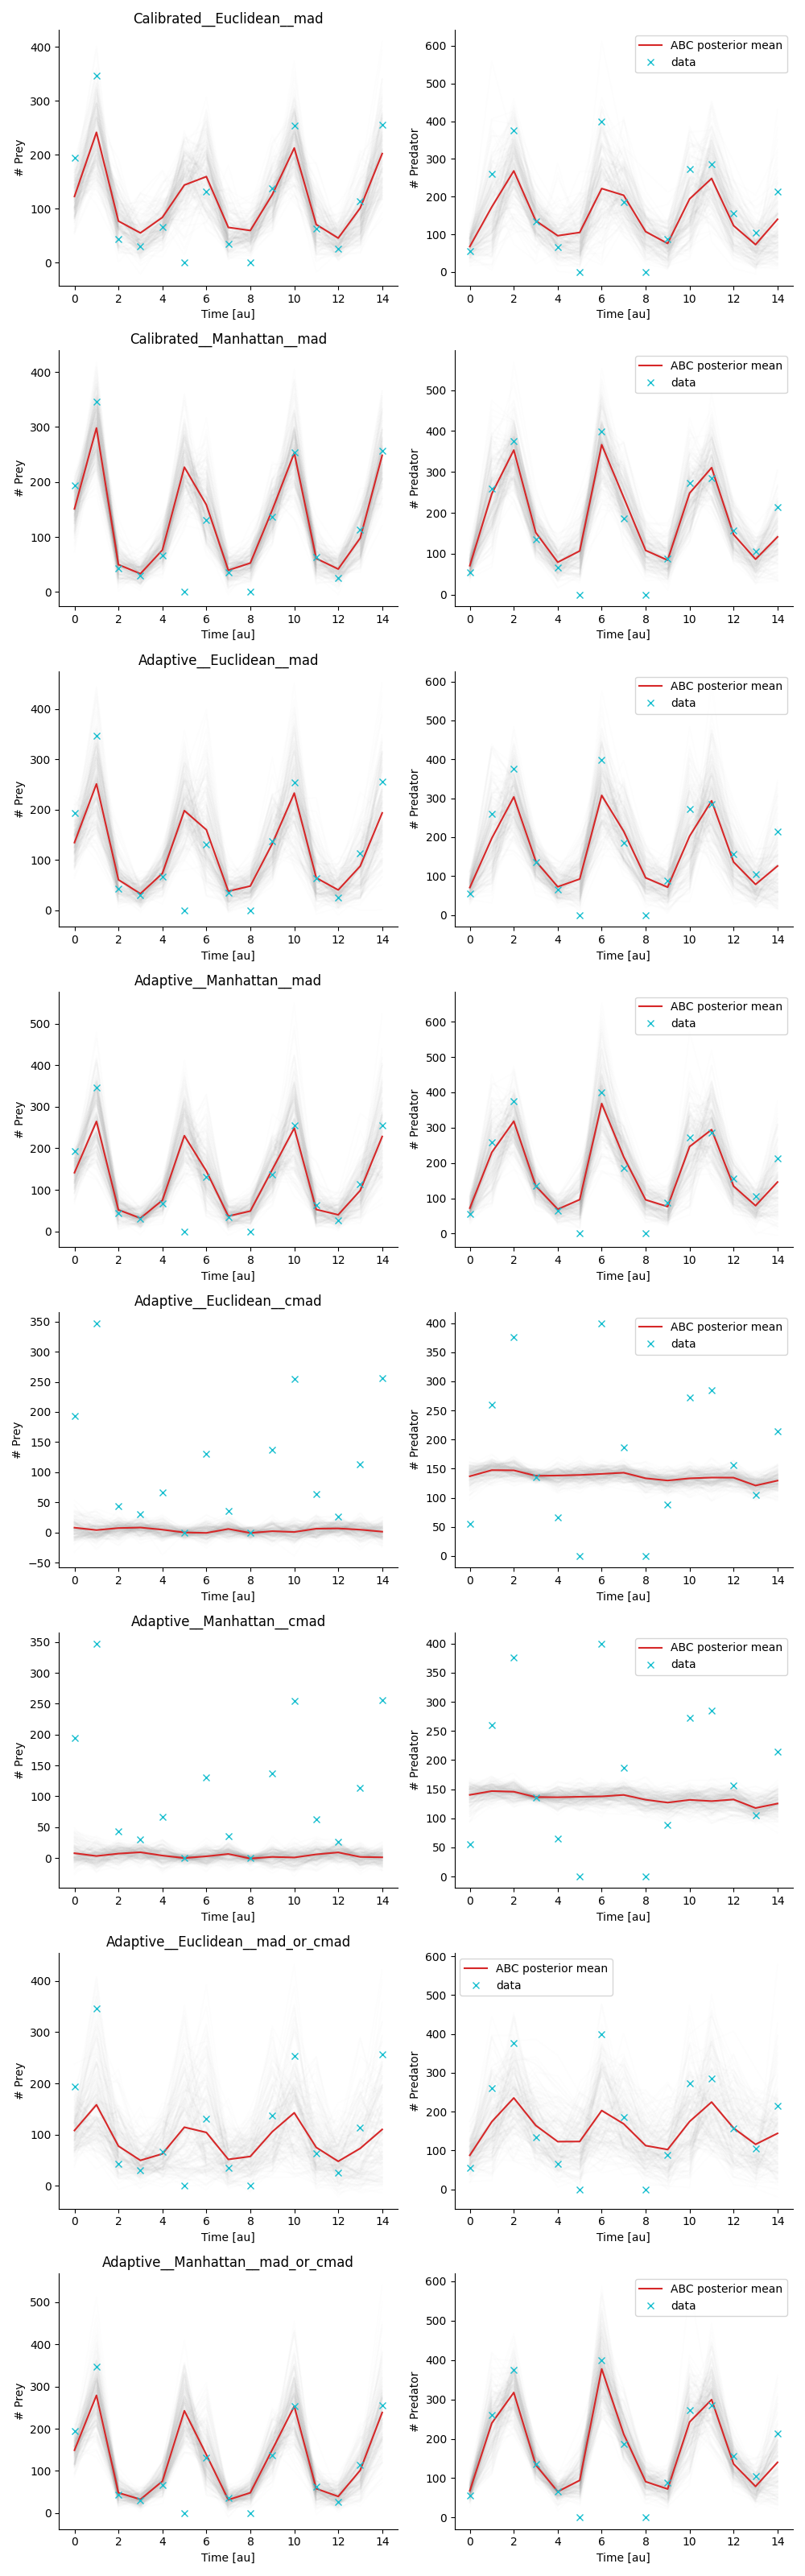 Calibrated__Euclidean__mad
# Prey
400
300
200
100
0
0 2 4 6 8 10 12 14
Time [au]
# Predator
600
500
400
300
200
100
0
ABC posterior mean
data
0 2 4 6 8 10 12 14
Time [au]
Calibrated__Manhattan__mad
# Prey
400
300
200
100
0
0 2 4 6 8 10 12 14
Time [au]
# Predator
500
400
300
200
100
0
ABC posterior mean
data
0 2 4 6 8 10 12 14
Time [au]
Adaptive__Euclidean__mad
# Prey
400
300
200
100
0
0 2 4 6 8 10 12 14
Time [au]
# Predator
600
500
400
300
200
100
0
ABC posterior mean
data
0 2 4 6 8 10 12 14
Time [au]
Adaptive__Manhattan__mad
# Prey
500
400
300
200
100
0
0 2 4 6 8 10 12 14
Time [au]
# Predator
600
500
400
300
200
100
0
ABC posterior mean
data
0 2 4 6 8 10 12 14
Time [au]
Adaptive__Euclidean__cmad
# Prey
350
300
250
200
150
100
50
0
−50
0 2 4 6 8 10 12 14
Time [au]
# Predator
400
350
300
250
200
150
100
50
0
ABC posterior mean
data
0 2 4 6 8 10 12 14
Time [au]
Adaptive__Manhattan__cmad
# Prey
350
300
250
200
150
100
50
0
0 2 4 6 8 10 12 14
Time [au]
# Predator
400
350
300
250
200
150
100
50
0
ABC posterior mean
data
0 2 4 6 8 10 12 14
Time [au]
Adaptive__Euclidean__mad_or_cmad
# Prey
400
300
200
100
0
0 2 4 6 8 10 12 14
Time [au]
# Predator
600
500
400
300
200
100
0
ABC posterior mean
data
0 2 4 6 8 10 12 14
Time [au]
Adaptive__Manhattan__mad_or_cmad
# Prey
500
400
300
200
100
0
0 2 4 6 8 10 12 14
Time [au]
# Predator
600
500
400
300
200
100
0
ABC posterior mean
data
0 2 4 6 8 10 12 14
Time [au]